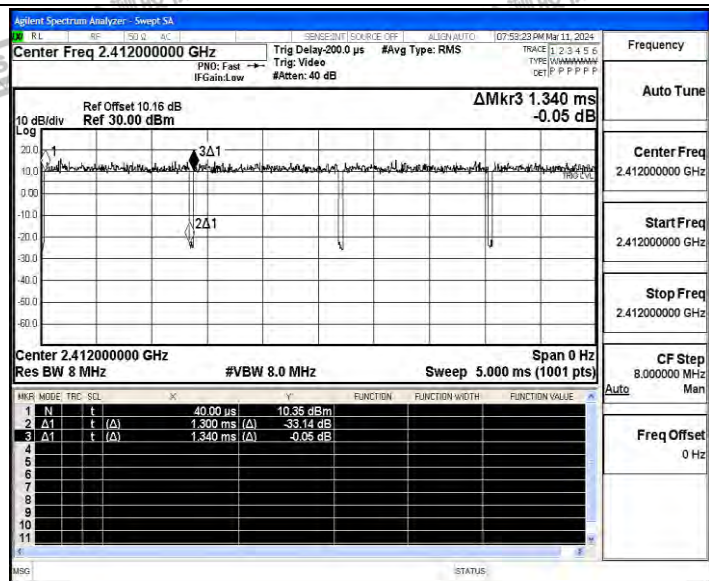 Agilent Spectrum Analyzer - Swept SA
RL RF 50 Ω AC SENSE:INT SOURCE OFF ALIGN AUTO 07:53:23 PM Mar 11, 2024
Center Freq 2.412000000 GHz
PNO: Fast
IFGain:Low
Trig Delay-200.0 µs
Trig: Video
#Atten: 40 dB
#Avg Type: RMS
TRACE 1 2 3 4 5 6
TYPE
DET P P P P P P
ΔMkr3 1.340 ms
-0.05 dB
Ref Offset 10.16 dB
10 dB/div Ref 30.00 dBm
Log
20.0
10.0
0.00
-10.0
-20.0
-30.0
-40.0
-50.0
-60.0
1
3Δ1
2Δ1
TRIG LVL
Center 2.412000000 GHz Span 0 Hz
Res BW 8 MHz #VBW 8.0 MHz Sweep 5.000 ms (1001 pts)
MKR MODE TRC SCL X Y FUNCTION FUNCTION WIDTH FUNCTION VALUE
1 N t 40.00 µs 10.35 dBm
2 Δ1 t (Δ) 1.300 ms (Δ) -33.14 dB
3 Δ1 t (Δ) 1.340 ms (Δ) -0.05 dB
4
5
6
7
8
9
10
11
MSG STATUS
Frequency
Auto Tune
Center Freq
2.412000000 GHz
Start Freq
2.412000000 GHz
Stop Freq
2.412000000 GHz
CF Step
8.000000 MHz
Auto Man
Freq Offset
0 Hz